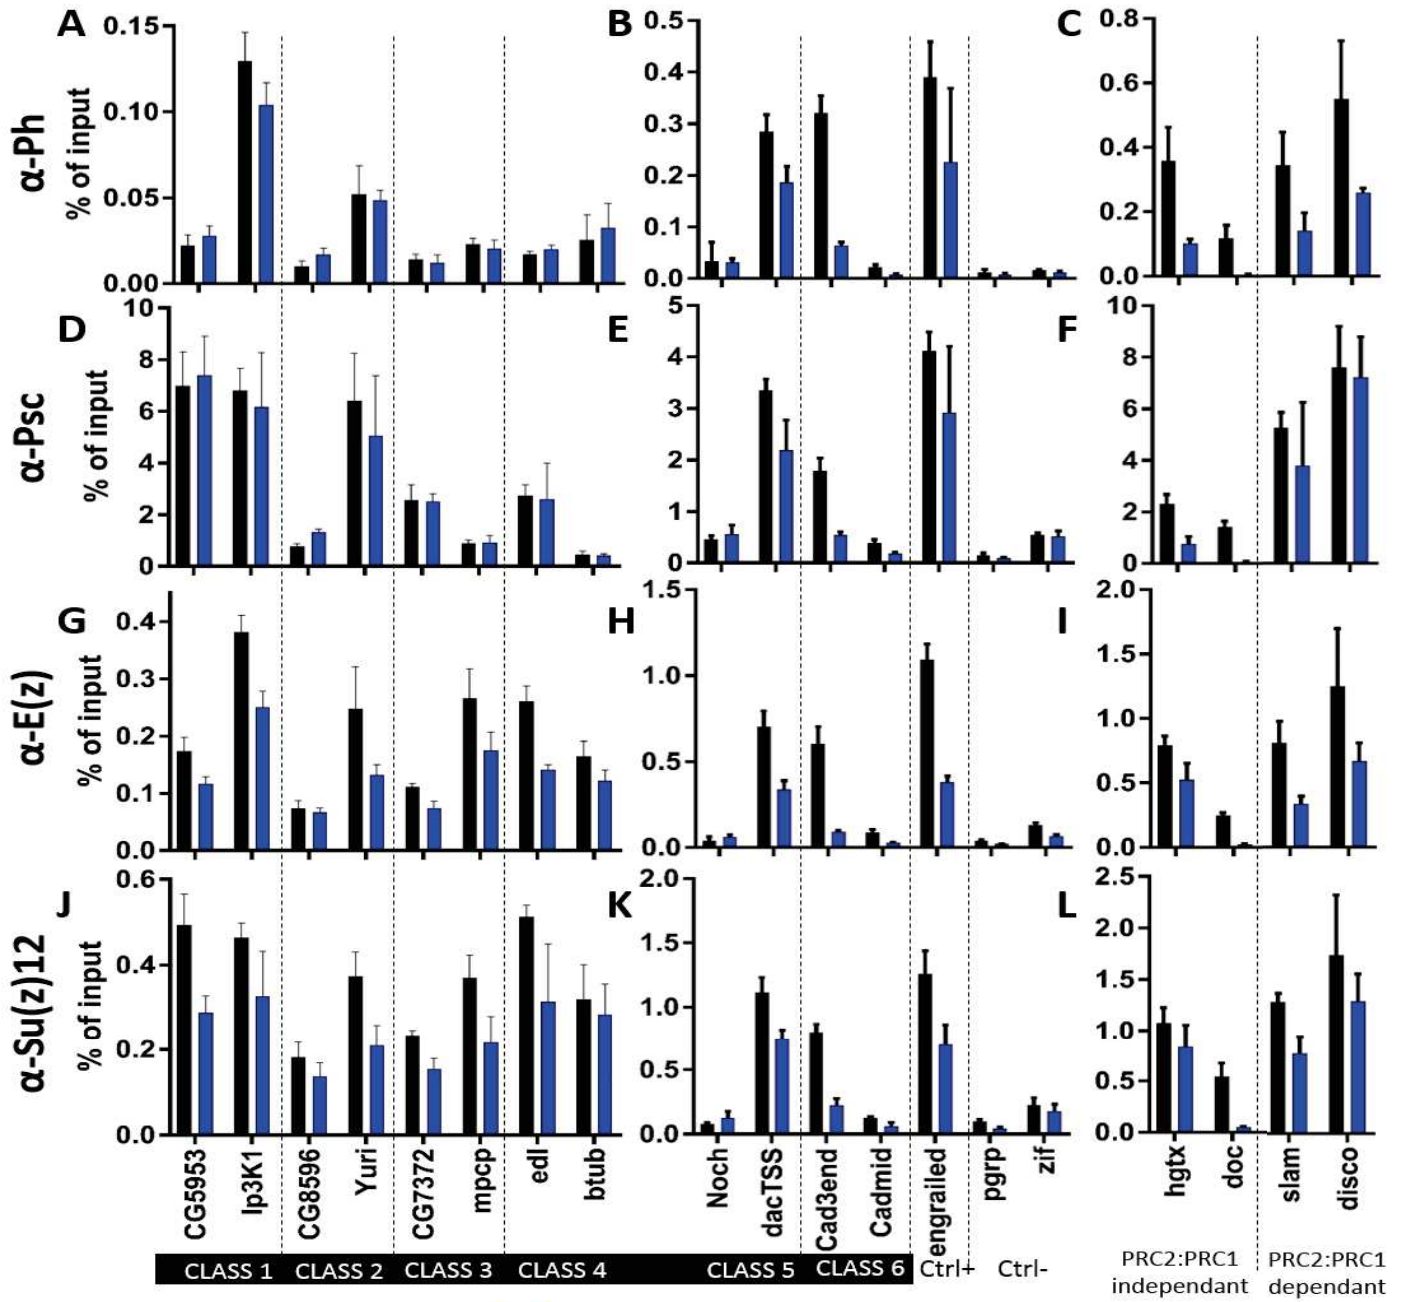 A
α-Ph
% of input
0.15
0.10
0.05
0.00
B
0.5
0.4
0.3
0.2
0.1
0.0
C
0.8
0.6
0.4
0.2
0.0
D
α-Psc
% of input
10
8
6
4
2
0
E
5
4
3
2
1
0
F
10
8
6
4
2
0
G
α-E(z)
% of input
0.4
0.3
0.2
0.1
0.0
H
1.5
1.0
0.5
0.0
I
2.0
1.5
1.0
0.5
0.0
J
α-Su(z)12
% of input
0.6
0.4
0.2
0.0
K
2.0
1.5
1.0
0.5
0.0
L
2.5
2.0
1.5
1.0
0.5
0.0
CG5953
Ip3K1
CG8596
Yuri
CG7372
mpcp
edl
btub
Noch
dacTSS
Cad3end
Cadmid
engrailed
pgrp
zif
hgtx
doc
slam
disco
CLASS 1
CLASS 2
CLASS 3
CLASS 4
CLASS 5
CLASS 6
Ctrl+
Ctrl-
PRC2:PRC1
independant
PRC2:PRC1
dependant